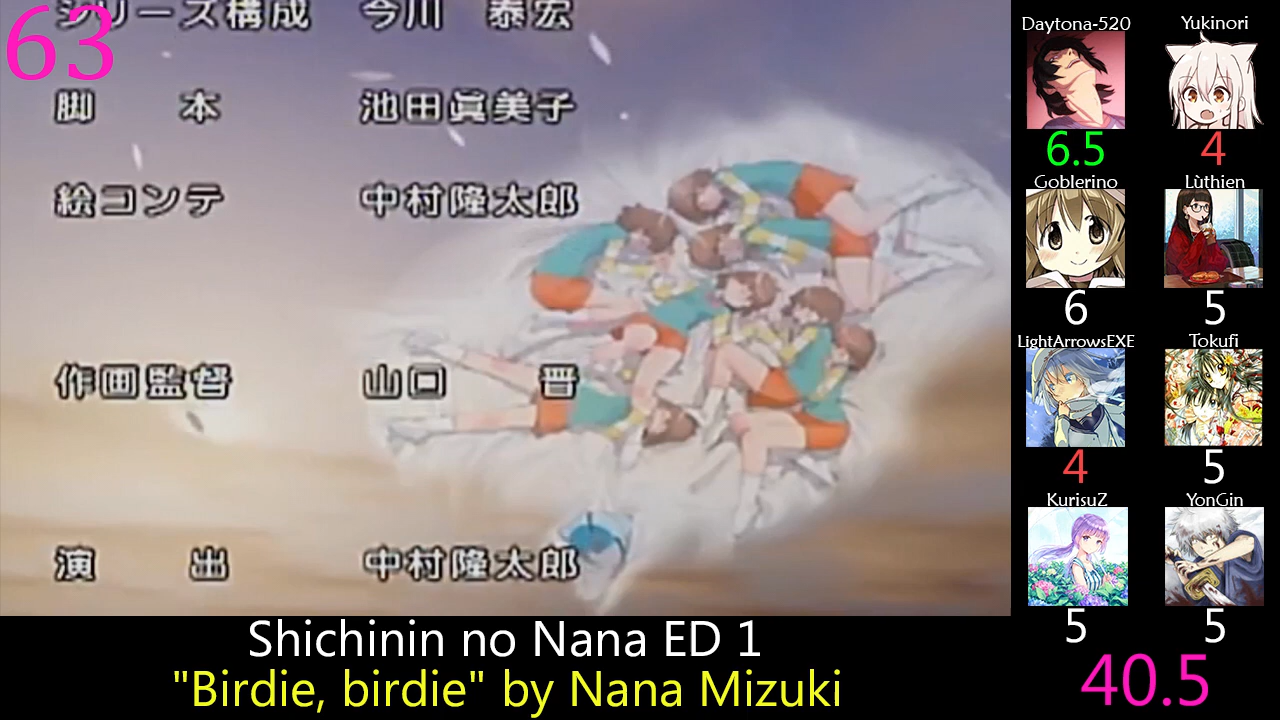 63
シリーズ構成 今川 泰宏
脚 本 池田眞美子
絵コンテ 中村隆太郎
作画監督 山口 晋
演 出 中村隆太郎
Shichinin no Nana ED 1
"Birdie, birdie" by Nana Mizuki
Daytona-520 Yukinori
6.5 4
Goblerino Lùthien
6 5
LightArrowsEXE Tokufi
4 5
KurisuZ YonGin
5 5
40.5